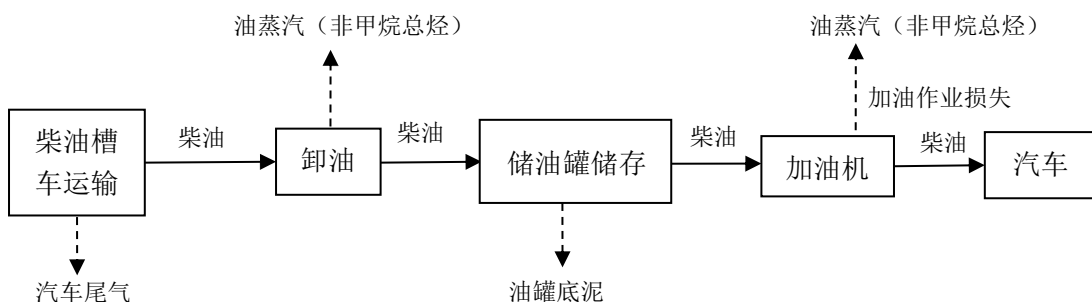 油蒸汽（非甲烷总烃）
油蒸汽（非甲烷总烃）
加油作业损失
柴油槽
车运输
柴油
卸油
柴油
储油罐储存
柴油
加油机
柴油
汽车
汽车尾气
油罐底泥